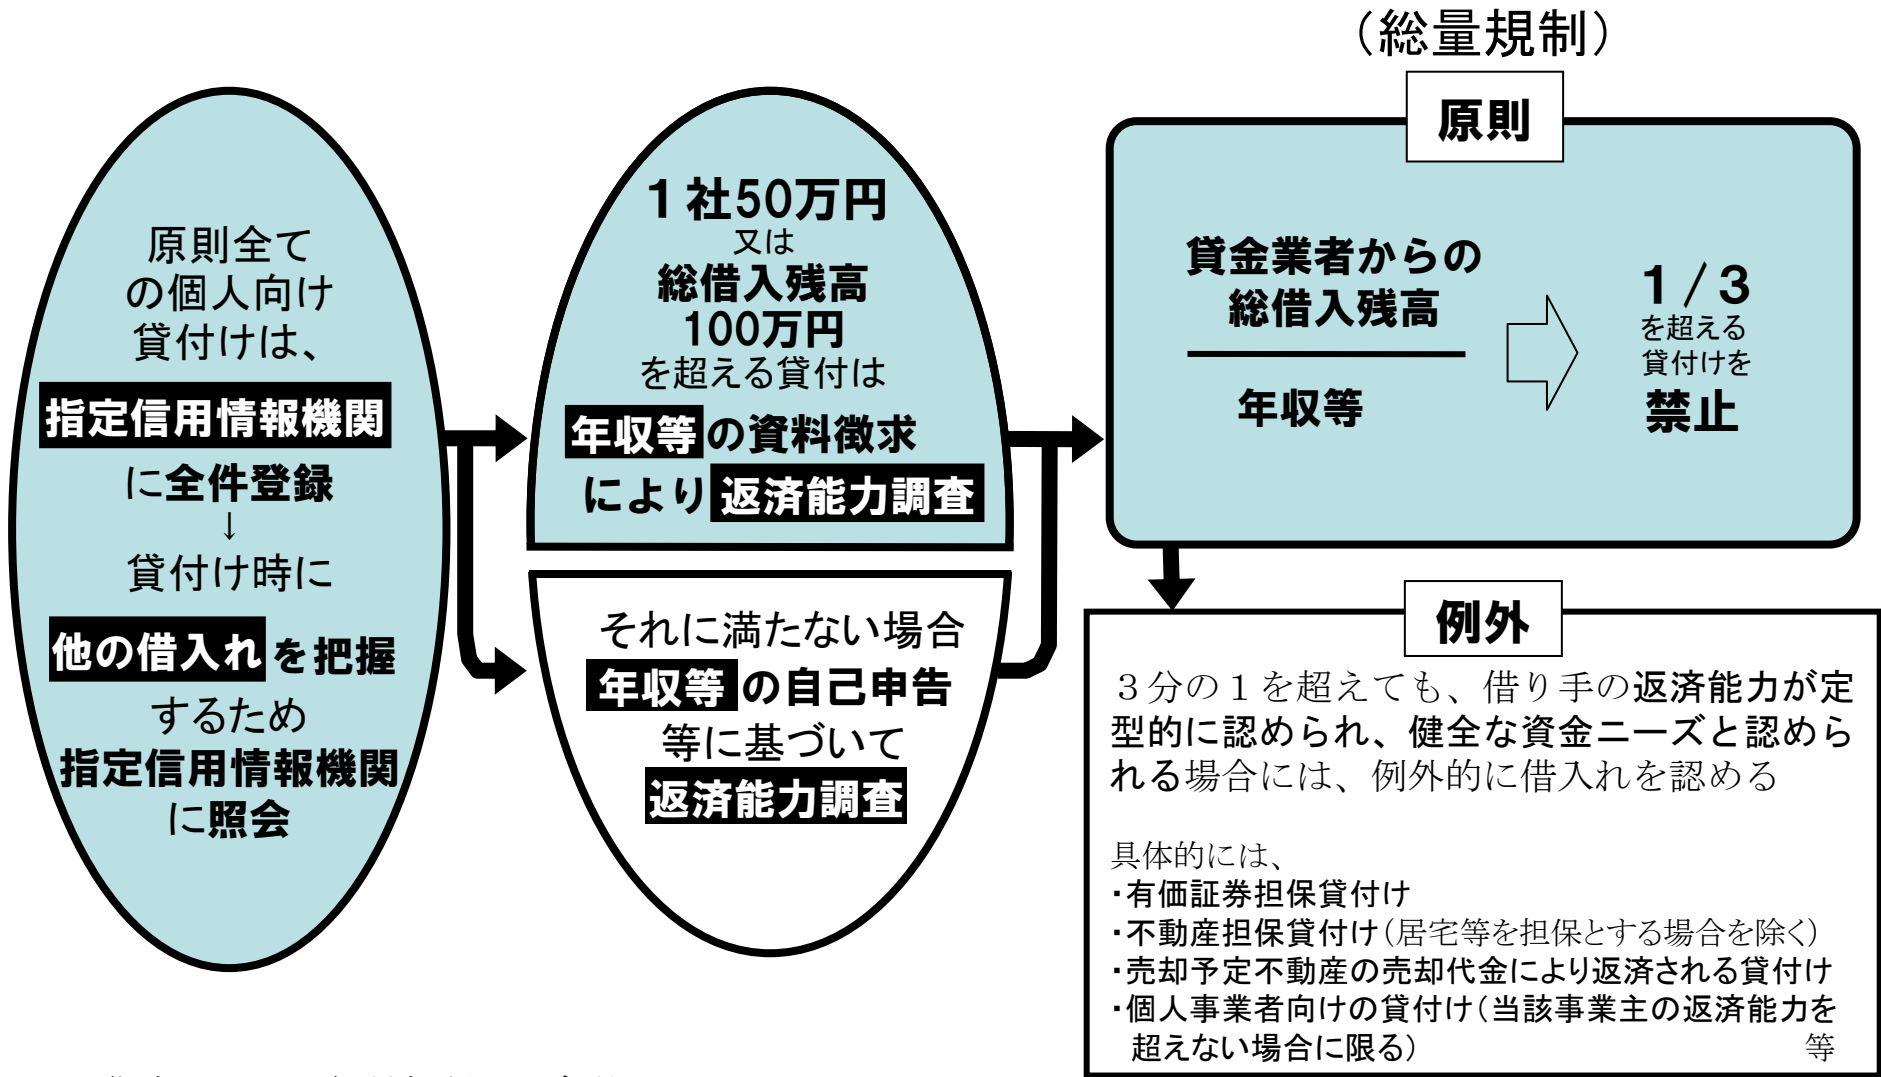 （総量規制）
原則全て
の個人向け
貸付けは、
指定信用情報機関
に全件登録
↓
貸付け時に
他の借入れを把握
するため
指定信用情報機関
に照会
１社50万円
又は
総借入残高
100万円
を超える貸付は
年収等の資料徴求
により返済能力調査
それに満たない場合
年収等の自己申告
等に基づいて
返済能力調査
原則
貸金業者からの
総借入残高
年収等
１/３
を超える
貸付けを
禁止
例外
３分の１を超えても、借り手の返済能力が定
型的に認められ、健全な資金ニーズと認めら
れる場合には、例外的に借入れを認める
具体的には、
・有価証券担保貸付け
・不動産担保貸付け（居宅等を担保とする場合を除く）
・売却予定不動産の売却代金により返済される貸付け
・個人事業者向けの貸付け（当該事業主の返済能力を
超えない場合に限る） 等